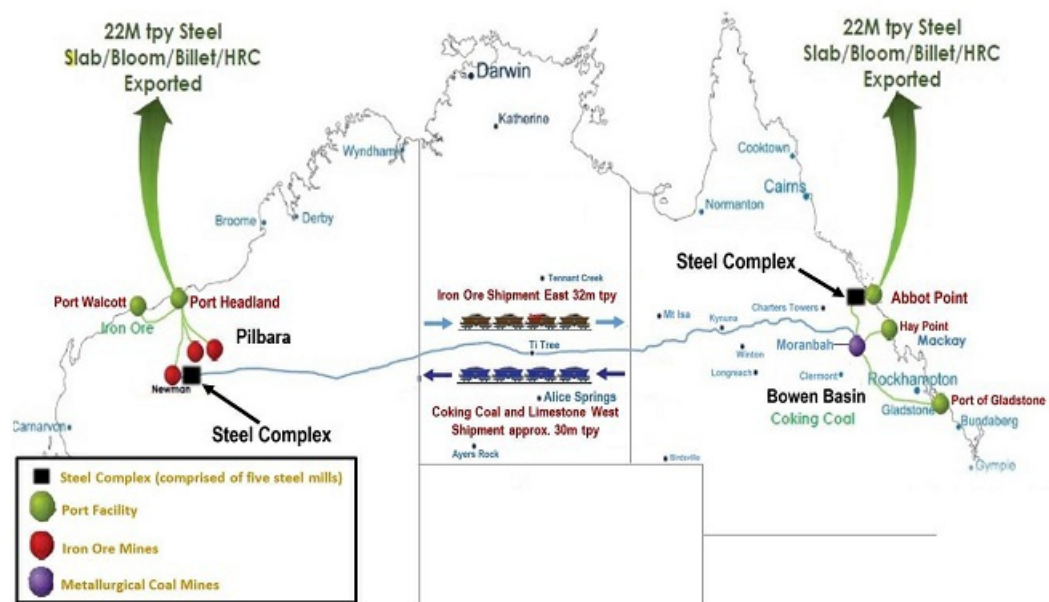 22M tpy Steel
Slab/Bloom/Billet/HRC
Exported
22M tpy Steel
Slab/Bloom/Billet/HRC
Exported
Darwin
Katherine
Wyndham
Cooktown
Cairns
Normanton
Broome
Derby
Steel Complex
Port Walcott
Port Headland
Iron Ore
Pilbara
Newman
Steel Complex
Carnarvon
Tennant Creek
Iron Ore Shipment East 32m tpy
Ti Tree
Alice Springs
Coking Coal and Limestone West
Shipment approx. 30m tpy
Ayers Rock
Mt Isa
Kynuna
Charters Towers
Abbot Point
Hay Point
Mackay
Moranbah
Winton
Longreach
Clermont
Rockhampton
Bowen Basin
Coking Coal
Gladstone
Port of Gladstone
Bundaberg
Gympie
Birdsville
Steel Complex (comprised of five steel mills)
Port Facility
Iron Ore Mines
Metallurgical Coal Mines